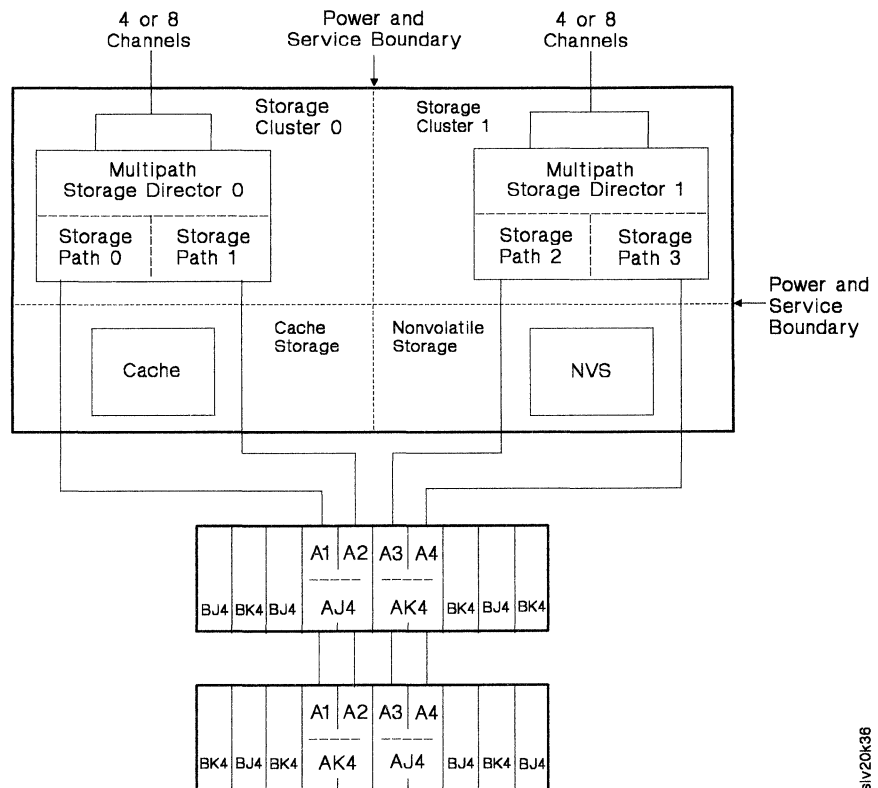 4 or 8
Channels
Power and
Service Boundary
4 or 8
Channels
Storage
Cluster 0
Storage
Cluster 1
Multipath
Storage Director 0
Multipath
Storage Director 1
Storage
Path 0
Storage
Path 1
Storage
Path 2
Storage
Path 3
Power and
Service
Boundary
Cache
Storage
Nonvolatile
Storage
Cache
NVS
A1 A2 A3 A4
BJ4 BK4 BJ4 AJ4 AK4 BK4 BJ4 BK4
A1 A2 A3 A4
BK4 BJ4 BK4 AK4 AJ4 BJ4 BK4 BJ4
siv20k36